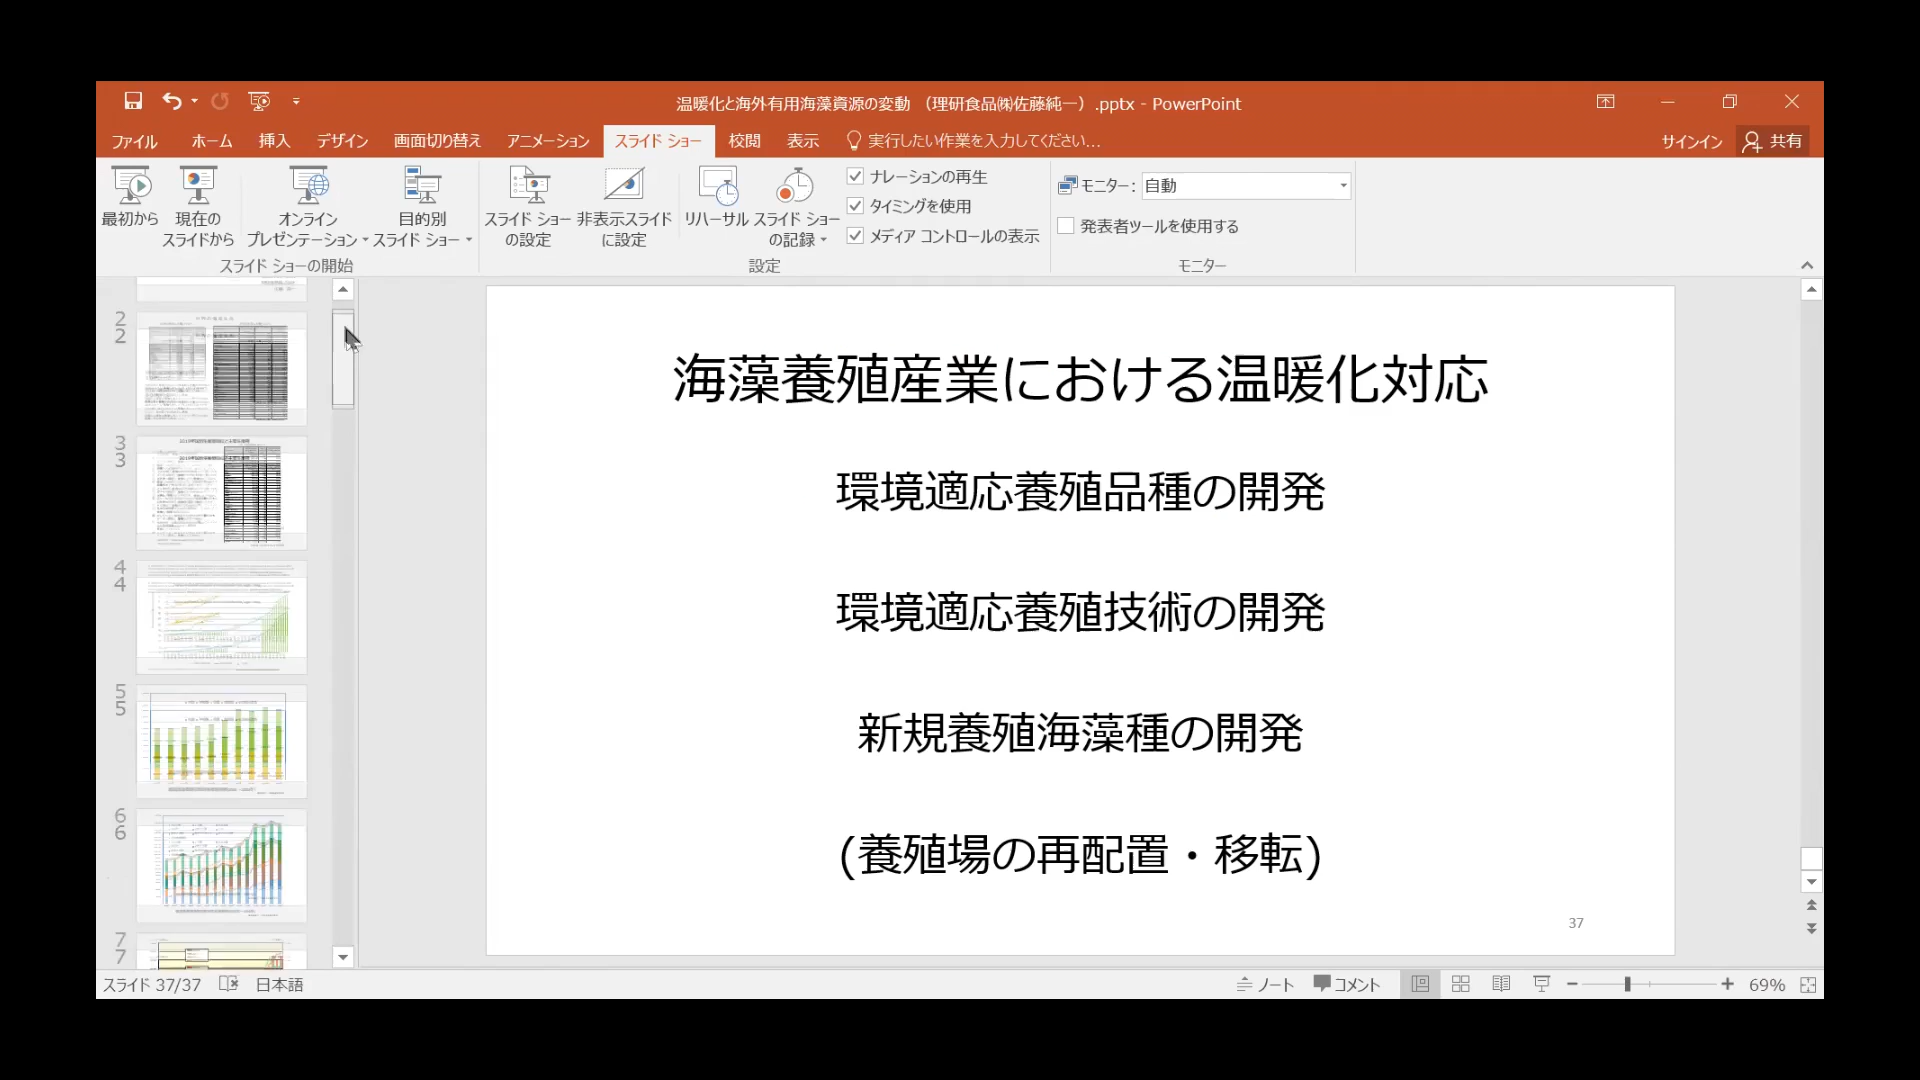 温暖化と海外有用海藻資源の変動 （理研食品㈱佐藤純一）.pptx - PowerPoint
ファイル ホーム 挿入 デザイン 画面切り替え アニメーション スライド ショー 校閲 表示 実行したい作業を入力してください... サインイン 共有
最初から 現在の スライドから オンライン プレゼンテーション 目的別 スライド ショー スライド ショー の設定 非表示スライド に設定 リハーサル スライド ショー の記録
ナレーションの再生
タイミングを使用
メディア コントロールの表示
モニター: 自動
発表者ツールを使用する
スライド ショーの開始 設定 モニター
2
2
3
3
4
4
5
5
6
6
7
7
海藻養殖産業における温暖化対応
環境適応養殖品種の開発
環境適応養殖技術の開発
新規養殖海藻種の開発
(養殖場の再配置・移転)
37
スライド 37/37 日本語 ノート コメント 69%